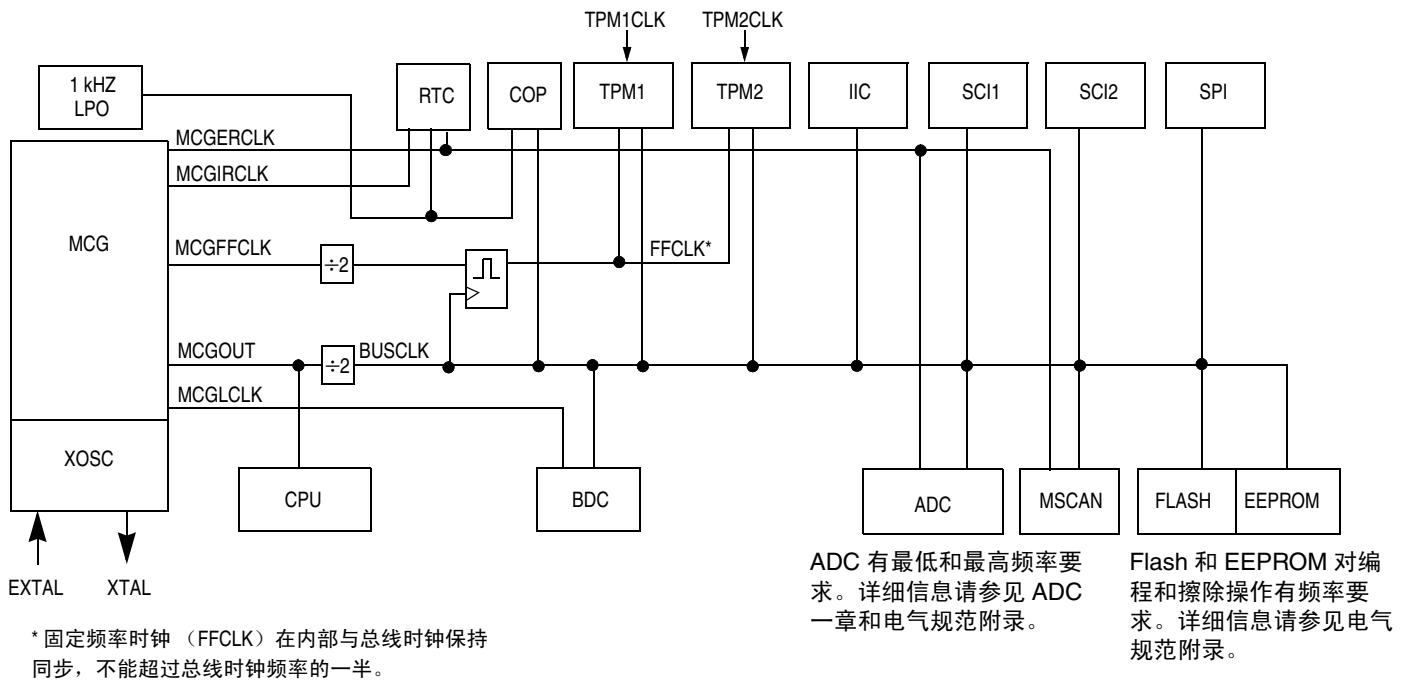 TPM1CLK
TPM2CLK
1 kHZ
LPO
RTC
COP
TPM1
TPM2
IIC
SCI1
SCI2
SPI
MCGERCLK
MCGIRCLK
MCG
MCGFFCLK
÷2
FFCLK*
MCGOUT
÷2
BUSCLK
MCGLCLK
XOSC
CPU
BDC
ADC
MSCAN
FLASH
EEPROM
EXTAL
XTAL
ADC 有最低和最高频率要
求。详细信息请参见 ADC
一章和电气规范附录。
Flash 和 EEPROM 对编
程和擦除操作有频率要
求。详细信息请参见电气
规范附录。
* 固定频率时钟 （FFCLK）在内部与总线时钟保持
同步，不能超过总线时钟频率的一半。